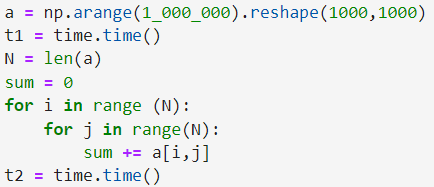 a = np.arange(1_000_000).reshape(1000,1000)
t1 = time.time()
N = len(a)
sum = 0
for i in range (N):
    for j in range(N):
        sum += a[i,j]
t2 = time.time()